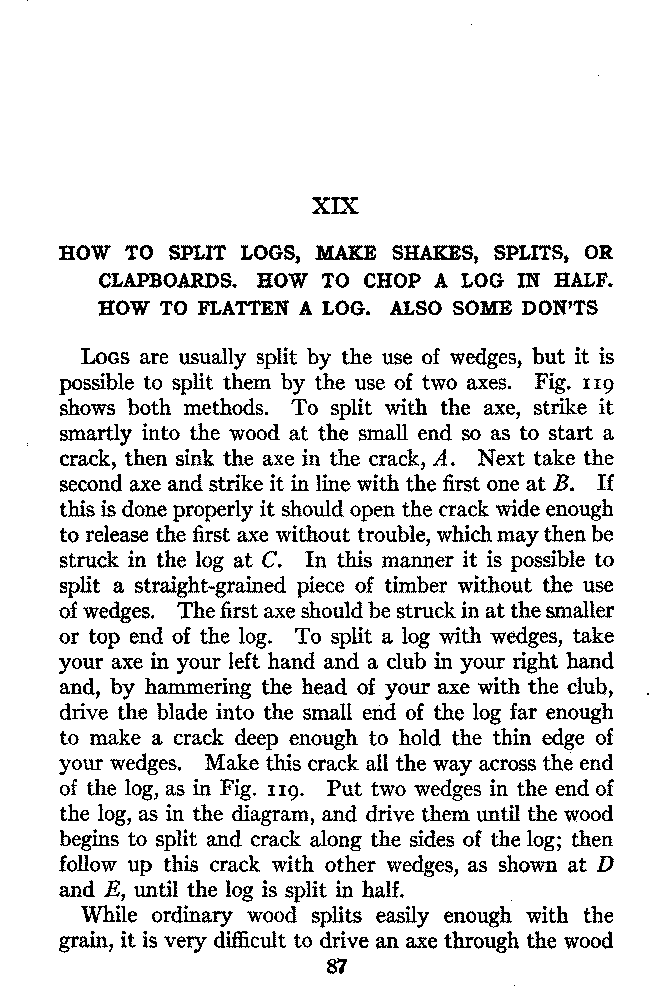 XIX
HOW TO SPLIT LOGS, MAKE SHAKES, SPLITS, OR
CLAPBOARDS. HOW TO CHOP A LOG IN HALF.
HOW TO FLATTEN A LOG. ALSO SOME DON'TS
LOGS are usually split by the use of wedges, but it is
possible to split them by the use of two axes. Fig. 119
shows both methods. To split with the axe, strike it
smartly into the wood at the small end so as to start a
crack, then sink the axe in the crack, A. Next take the
second axe and strike it in line with the first one at B. If
this is done properly it should open the crack wide enough
to release the first axe without trouble, which may then be
struck in the log at C. In this manner it is possible to
split a straight-grained piece of timber without the use
of wedges. The first axe should be struck in at the smaller
or top end of the log. To split a log with wedges, take
your axe in your left hand and a club in your right hand
and, by hammering the head of your axe with the club,
drive the blade into the small end of the log far enough
to make a crack deep enough to hold the thin edge of
your wedges. Make this crack all the way across the end
of the log, as in Fig. 119. Put two wedges in the end of
the log, as in the diagram, and drive them until the wood
begins to split and crack along the sides of the log; then
follow up this crack with other wedges, as shown at D
and E, until the log is split in half.
While ordinary wood splits easily enough with the
grain, it is very difficult to drive an axe through the wood
87